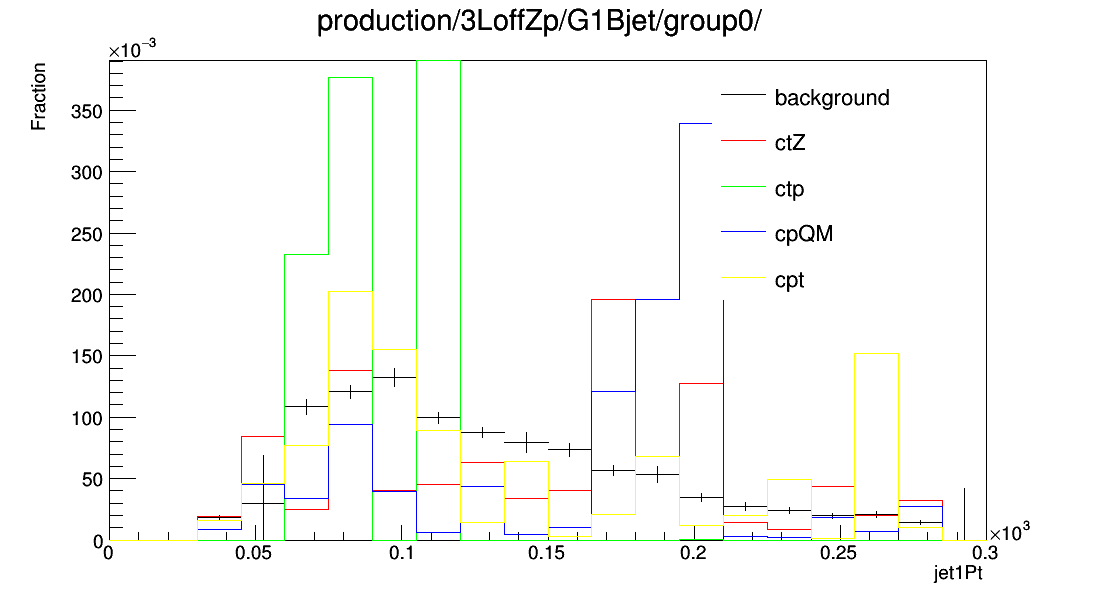 production/3LoffZp/G1Bjet/group0/
×10⁻³
Fraction
350
300
250
200
150
100
50
0
background
ctZ
ctp
cpQM
cpt
0 0.05 0.1 0.15 0.2 0.25 0.3
×10³
jet1Pt